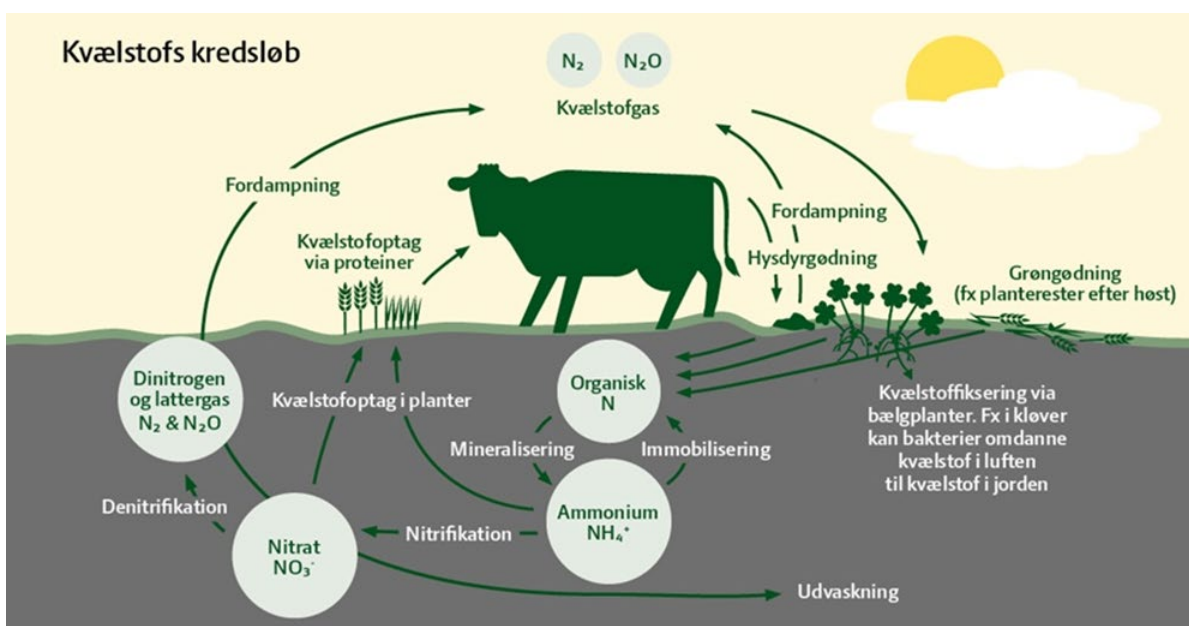 Kvælstofs kredsløb
N₂ N₂O
Kvælstofgas
Fordampning
Kvælstofoptag
via proteiner
Fordampning
Hysdyrgødning
Grøngødning
(fx planterester efter høst)
Dinitrogen
og lattergas
N₂ & N₂O
Kvælstofoptag i planter
Organisk
N
Kvælstoffiksering via
bælgplanter. Fx i kløver
kan bakterier omdanne
kvælstof i luften
til kvælstof i jorden
Mineralisering
Immobilisering
Denitrifikation
Nitrat
NO₃⁻
Nitrifikation
Ammonium
NH₄⁺
Udvaskning